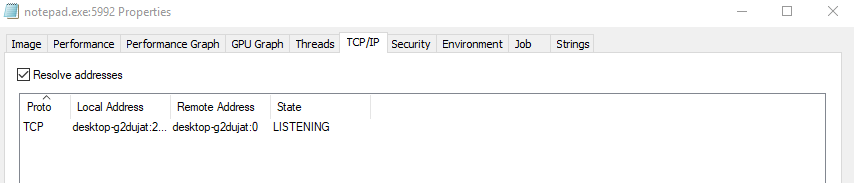 notepad.exe:5992 Properties
Image Performance Performance Graph GPU Graph Threads TCP/IP Security Environment Job Strings
Resolve addresses
Proto Local Address Remote Address State
TCP desktop-g2dujat:2... desktop-g2dujat:0 LISTENING